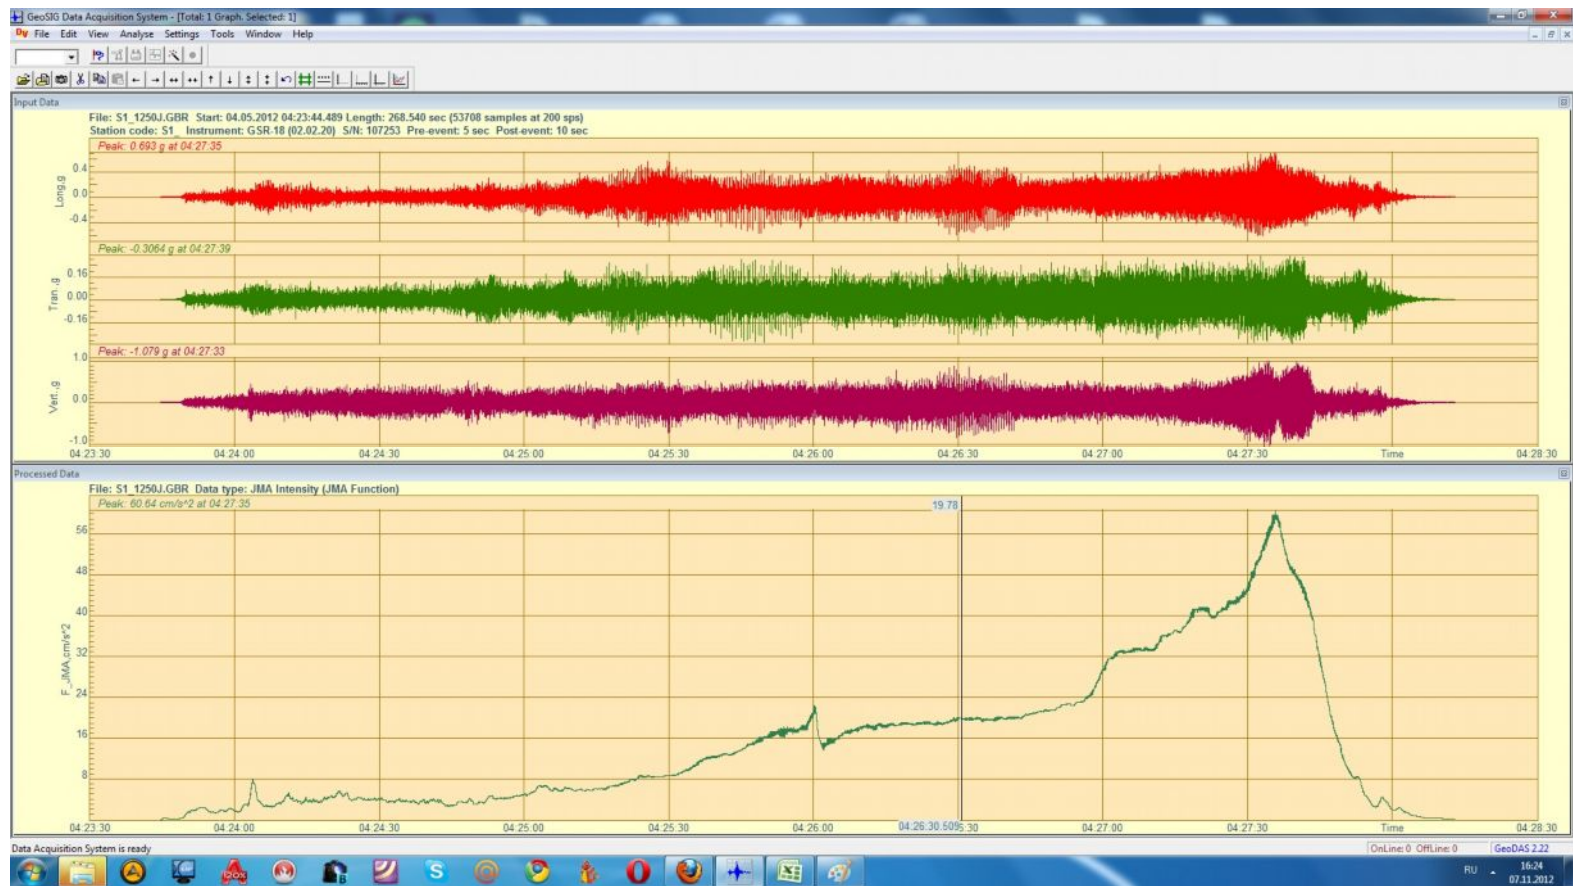 GeoSIG Data Acquisition System - [Total: 1 Graph. Selected: 1]
File Edit View Analyse Settings Tools Window Help
Input Data
File: S1_1250J.GBR Start: 04.05.2012 04:23:44.489 Length: 268.540 sec (53708 samples at 200 sps)
Station code: S1_ Instrument: GSR-18 (02.02.20) S/N: 107253 Pre-event: 5 sec Post-event: 10 sec
Peak: 0.693 g at 04:27:35
Long,g
0.4
0.0
-0.4
Peak: -0.3064 g at 04:27:39
Tran.,g
0.16
0.00
-0.16
Peak: -1.079 g at 04:27:33
Vert.,g
1.0
0.0
-1.0
04:23:30 04:24:00 04:24:30 04:25:00 04:25:30 04:26:00 04:26:30 04:27:00 04:27:30 Time 04:28:30
Processed Data
File: S1_1250J.GBR Data type: JMA Intensity (JMA Function)
Peak: 60.64 cm/s^2 at 04:27:35
19.78
F_JMA,cm/s^2
56
48
40
32
24
16
8
04:23:30 04:24:00 04:24:30 04:25:00 04:25:30 04:26:00 04:26:30.509 5:30 04:27:00 04:27:30 Time 04:28:30
Data Acquisition System is ready
OnLine: 0 OffLine: 0 GeoDAS 2.22
RU 16:24
07.11.2012